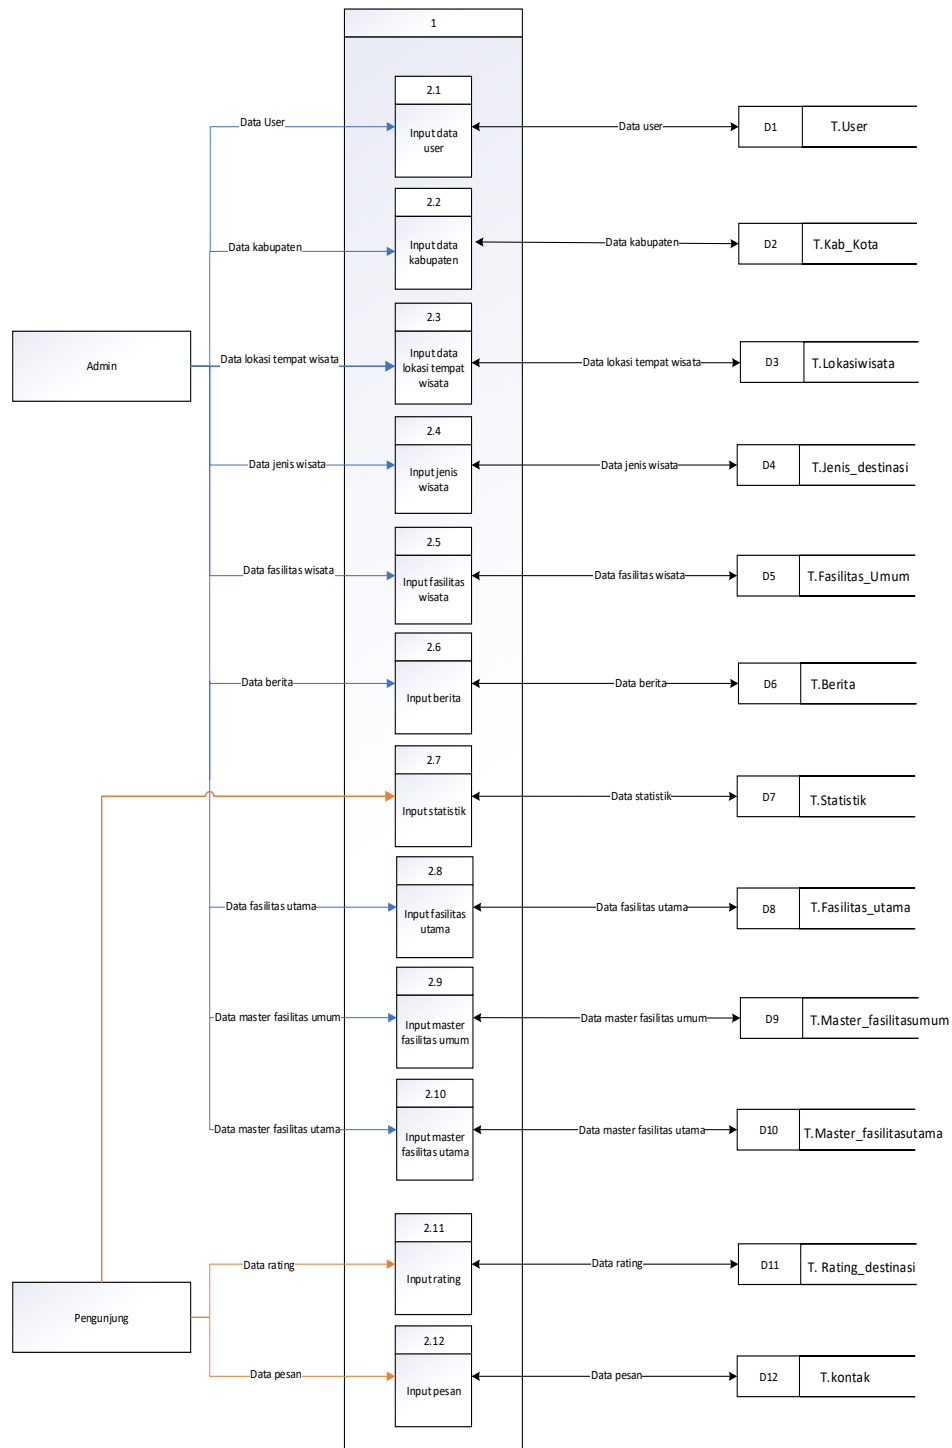 1
2.1
Data User
Input data
user
Data user
D1
T.User
2.2
Data kabupaten
Input data
kabupaten
Data kabupaten
D2
T.Kab_Kota
2.3
Admin
Data lokasi tempat wisata
Input data
lokasi tempat
wisata
Data lokasi tempat wisata
D3
T.Lokasiwisata
2.4
Data jenis wisata
Input jenis
wisata
Data jenis wisata
D4
T.Jenis_destinasi
2.5
Data fasilitas wisata
Input fasilitas
wisata
Data fasilitas wisata
D5
T.Fasilitas_Umum
2.6
Data berita
Input berita
Data berita
D6
T.Berita
2.7
Input statistik
Data statistik
D7
T.Statistik
2.8
Data fasilitas utama
Input fasilitas
utama
Data fasilitas utama
D8
T.Fasilitas_utama
2.9
Data master fasilitas umum
Input master
fasilitas umum
Data master fasilitas umum
D9
T.Master_fasilitasumum
2.10
Data master fasilitas utama
Input master
fasilitas utama
Data master fasilitas utama
D10
T.Master_fasilitasutama
2.11
Data rating
Input rating
Data rating
D11
T. Rating_destinasi
Pengunjung
2.12
Data pesan
Input pesan
Data pesan
D12
T.kontak